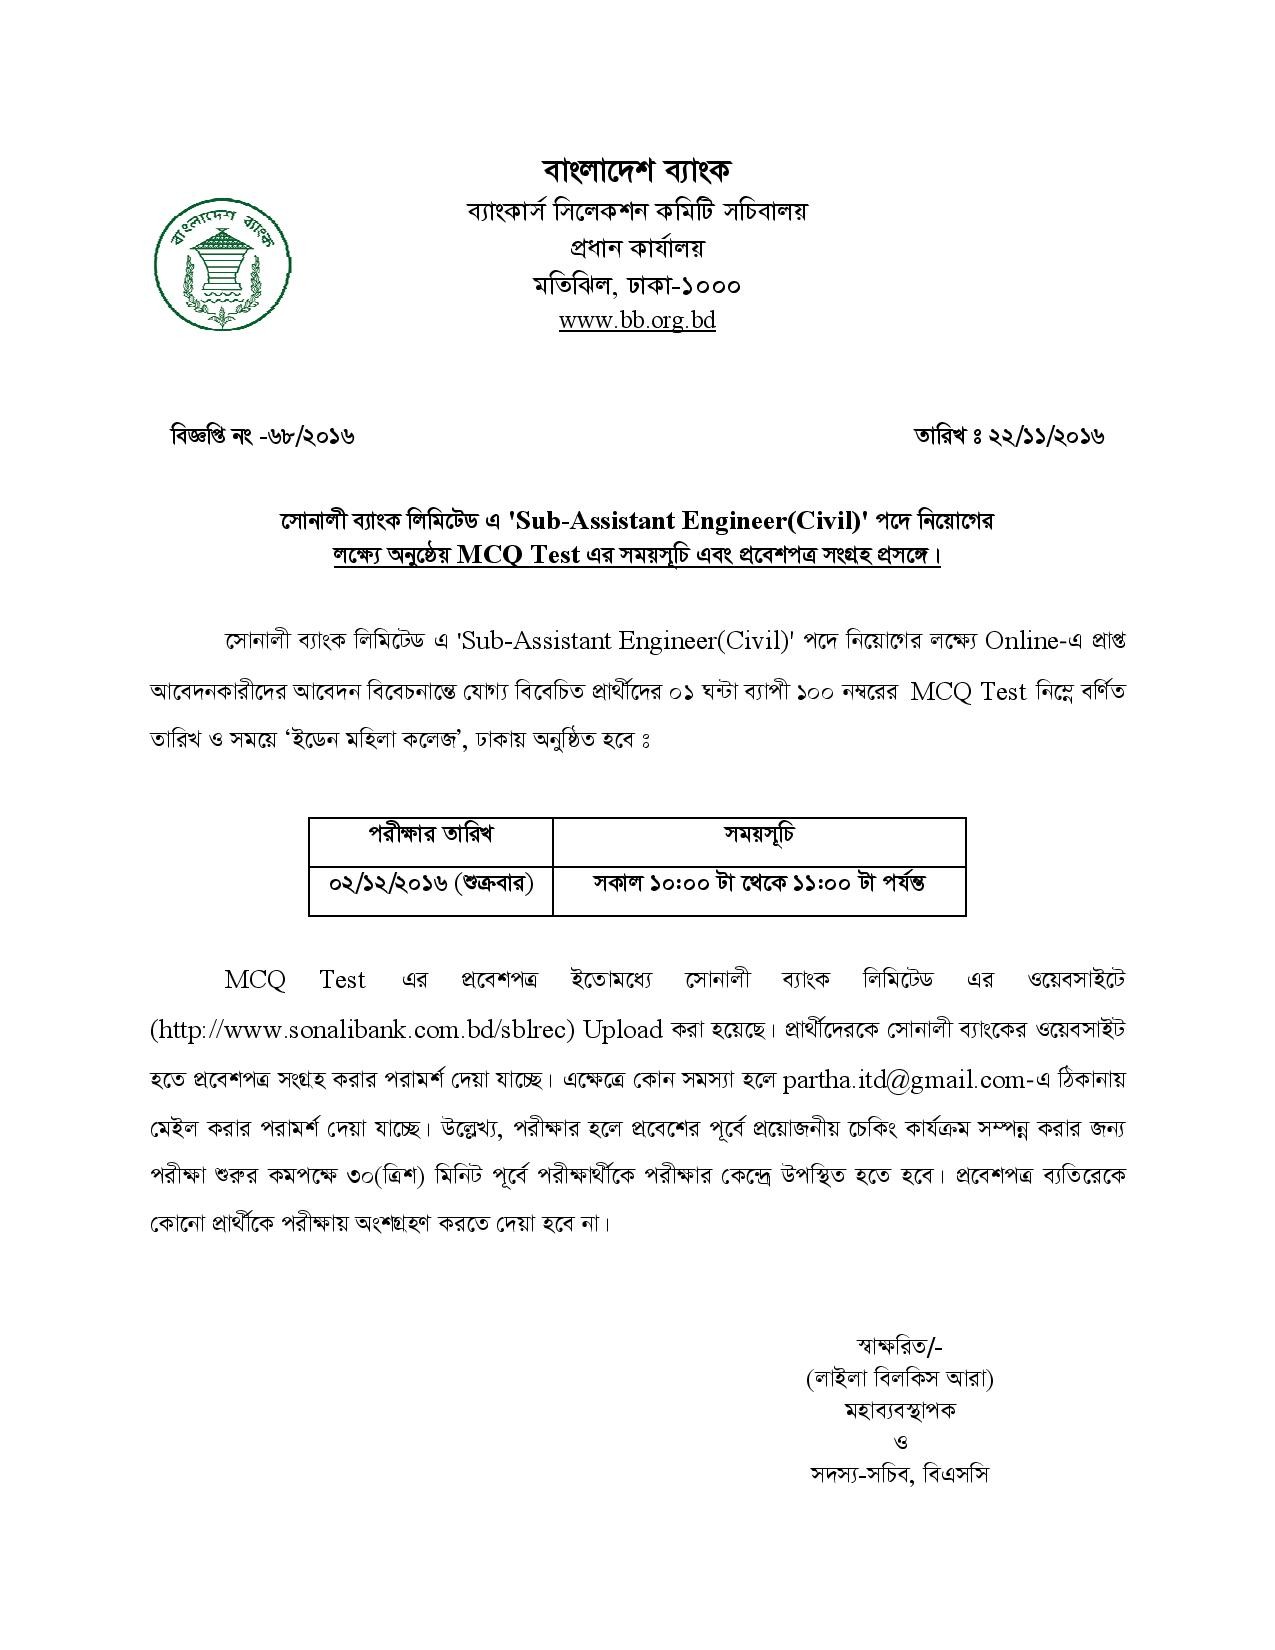 বাংলাদেশ ব্যাংক
ব্যাংকার্স সিলেকশন কমিটি সচিবালয়
প্রধান কার্যালয়
মতিঝিল, ঢাকা-১০০০
www.bb.org.bd
বাংলাদেশ ব্যাংক
বিজ্ঞপ্তি নং -৬৮/২০১৬ তারিখ ঃ ২২/১১/২০১৬
সোনালী ব্যাংক লিমিটেড এ 'Sub-Assistant Engineer(Civil)' পদে নিয়োগের
লক্ষ্যে অনুষ্ঠেয় MCQ Test এর সময়সূচি এবং প্রবেশপত্র সংগ্রহ প্রসঙ্গে।
সোনালী ব্যাংক লিমিটেড এ 'Sub-Assistant Engineer(Civil)' পদে নিয়োগের লক্ষ্যে Online-এ প্রাপ্ত
আবেদনকারীদের আবেদন বিবেচনান্তে যোগ্য বিবেচিত প্রার্থীদের ০১ ঘন্টা ব্যাপী ১০০ নম্বরের MCQ Test নিম্নে বর্ণিত
তারিখ ও সময়ে ‘ইডেন মহিলা কলেজ’, ঢাকায় অনুষ্ঠিত হবে ঃ
পরীক্ষার তারিখ সময়সূচি
০২/১২/২০১৬ (শুক্রবার) সকাল ১০:০০ টা থেকে ১১:০০ টা পর্যন্ত
MCQ Test এর প্রবেশপত্র ইতোমধ্যে সোনালী ব্যাংক লিমিটেড এর ওয়েবসাইটে
(http://www.sonalibank.com.bd/sblrec) Upload করা হয়েছে। প্রার্থীদেরকে সোনালী ব্যাংকের ওয়েবসাইট
হতে প্রবেশপত্র সংগ্রহ করার পরামর্শ দেয়া যাচ্ছে। এক্ষেত্রে কোন সমস্যা হলে partha.itd@gmail.com-এ ঠিকানায়
মেইল করার পরামর্শ দেয়া যাচ্ছে। উল্লেখ্য, পরীক্ষার হলে প্রবেশের পূর্বে প্রয়োজনীয় চেকিং কার্যক্রম সম্পন্ন করার জন্য
পরীক্ষা শুরুর কমপক্ষে ৩০(ত্রিশ) মিনিট পূর্বে পরীক্ষার্থীকে পরীক্ষার কেন্দ্রে উপস্থিত হতে হবে। প্রবেশপত্র ব্যতিরেকে
কোনো প্রার্থীকে পরীক্ষায় অংশগ্রহণ করতে দেয়া হবে না।
স্বাক্ষরিত/-
(লাইলা বিলকিস আরা)
মহাব্যবস্থাপক
ও
সদস্য-সচিব, বিএসসি